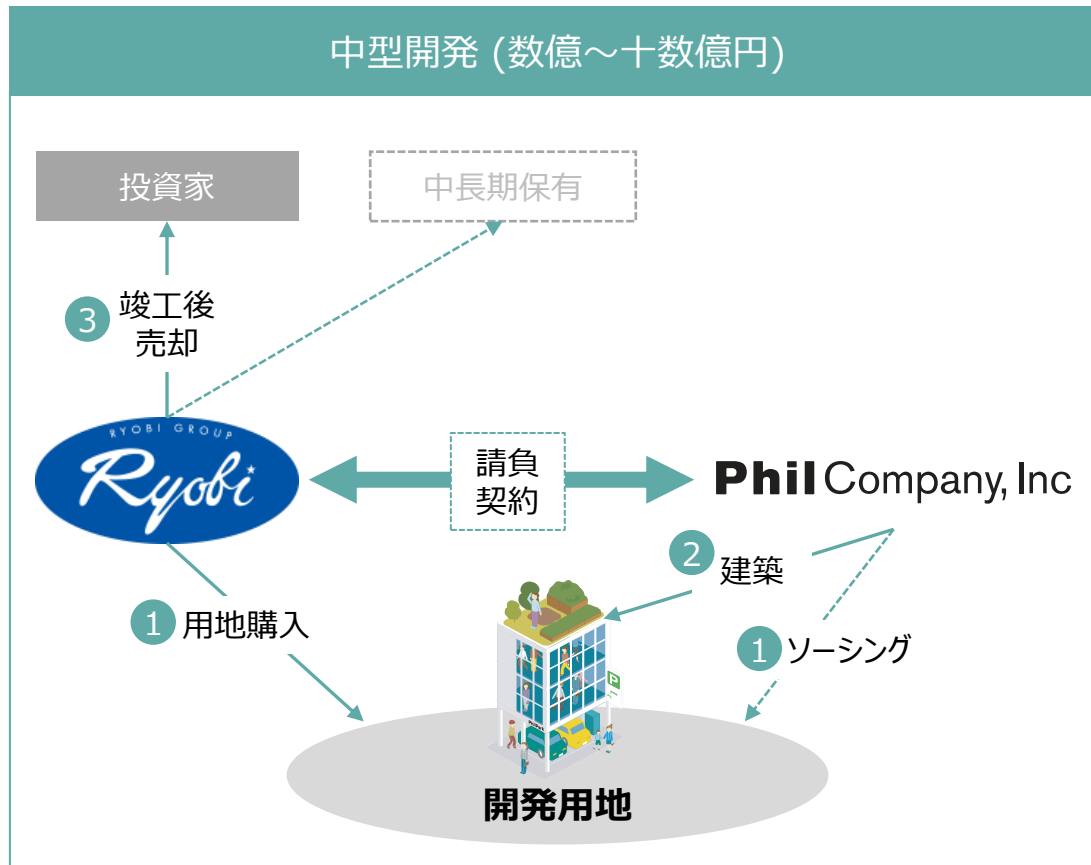 中型開発 (数億～十数億円)
投資家
中長期保有
3
竣工後
売却
RYOBI GROUP
Ryobi
請負
契約
Phil Company, Inc
2
建築
1
用地購入
1
ソーシング
P
PhilPark
開発用地